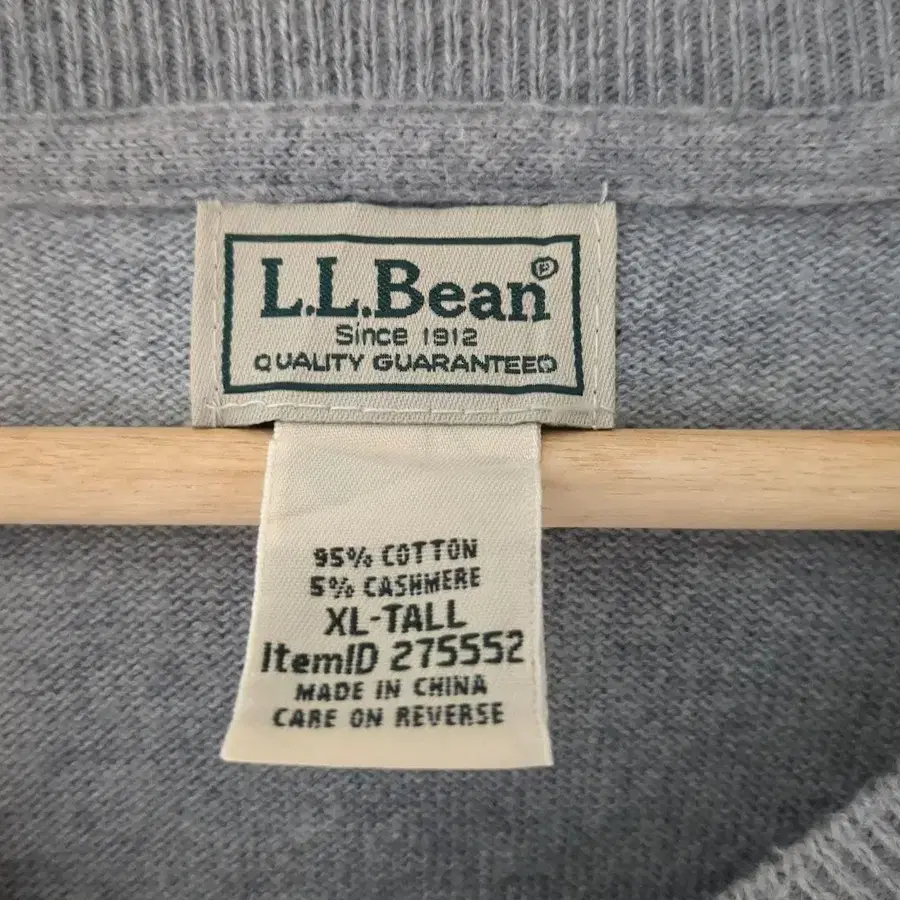 L.L.Bean
Since 1912
QUALITY GUARANTEED
95% COTTON
5% CASHMERE
XL-TALL
ItemID 275552
MADE IN CHINA
CARE ON REVERSE